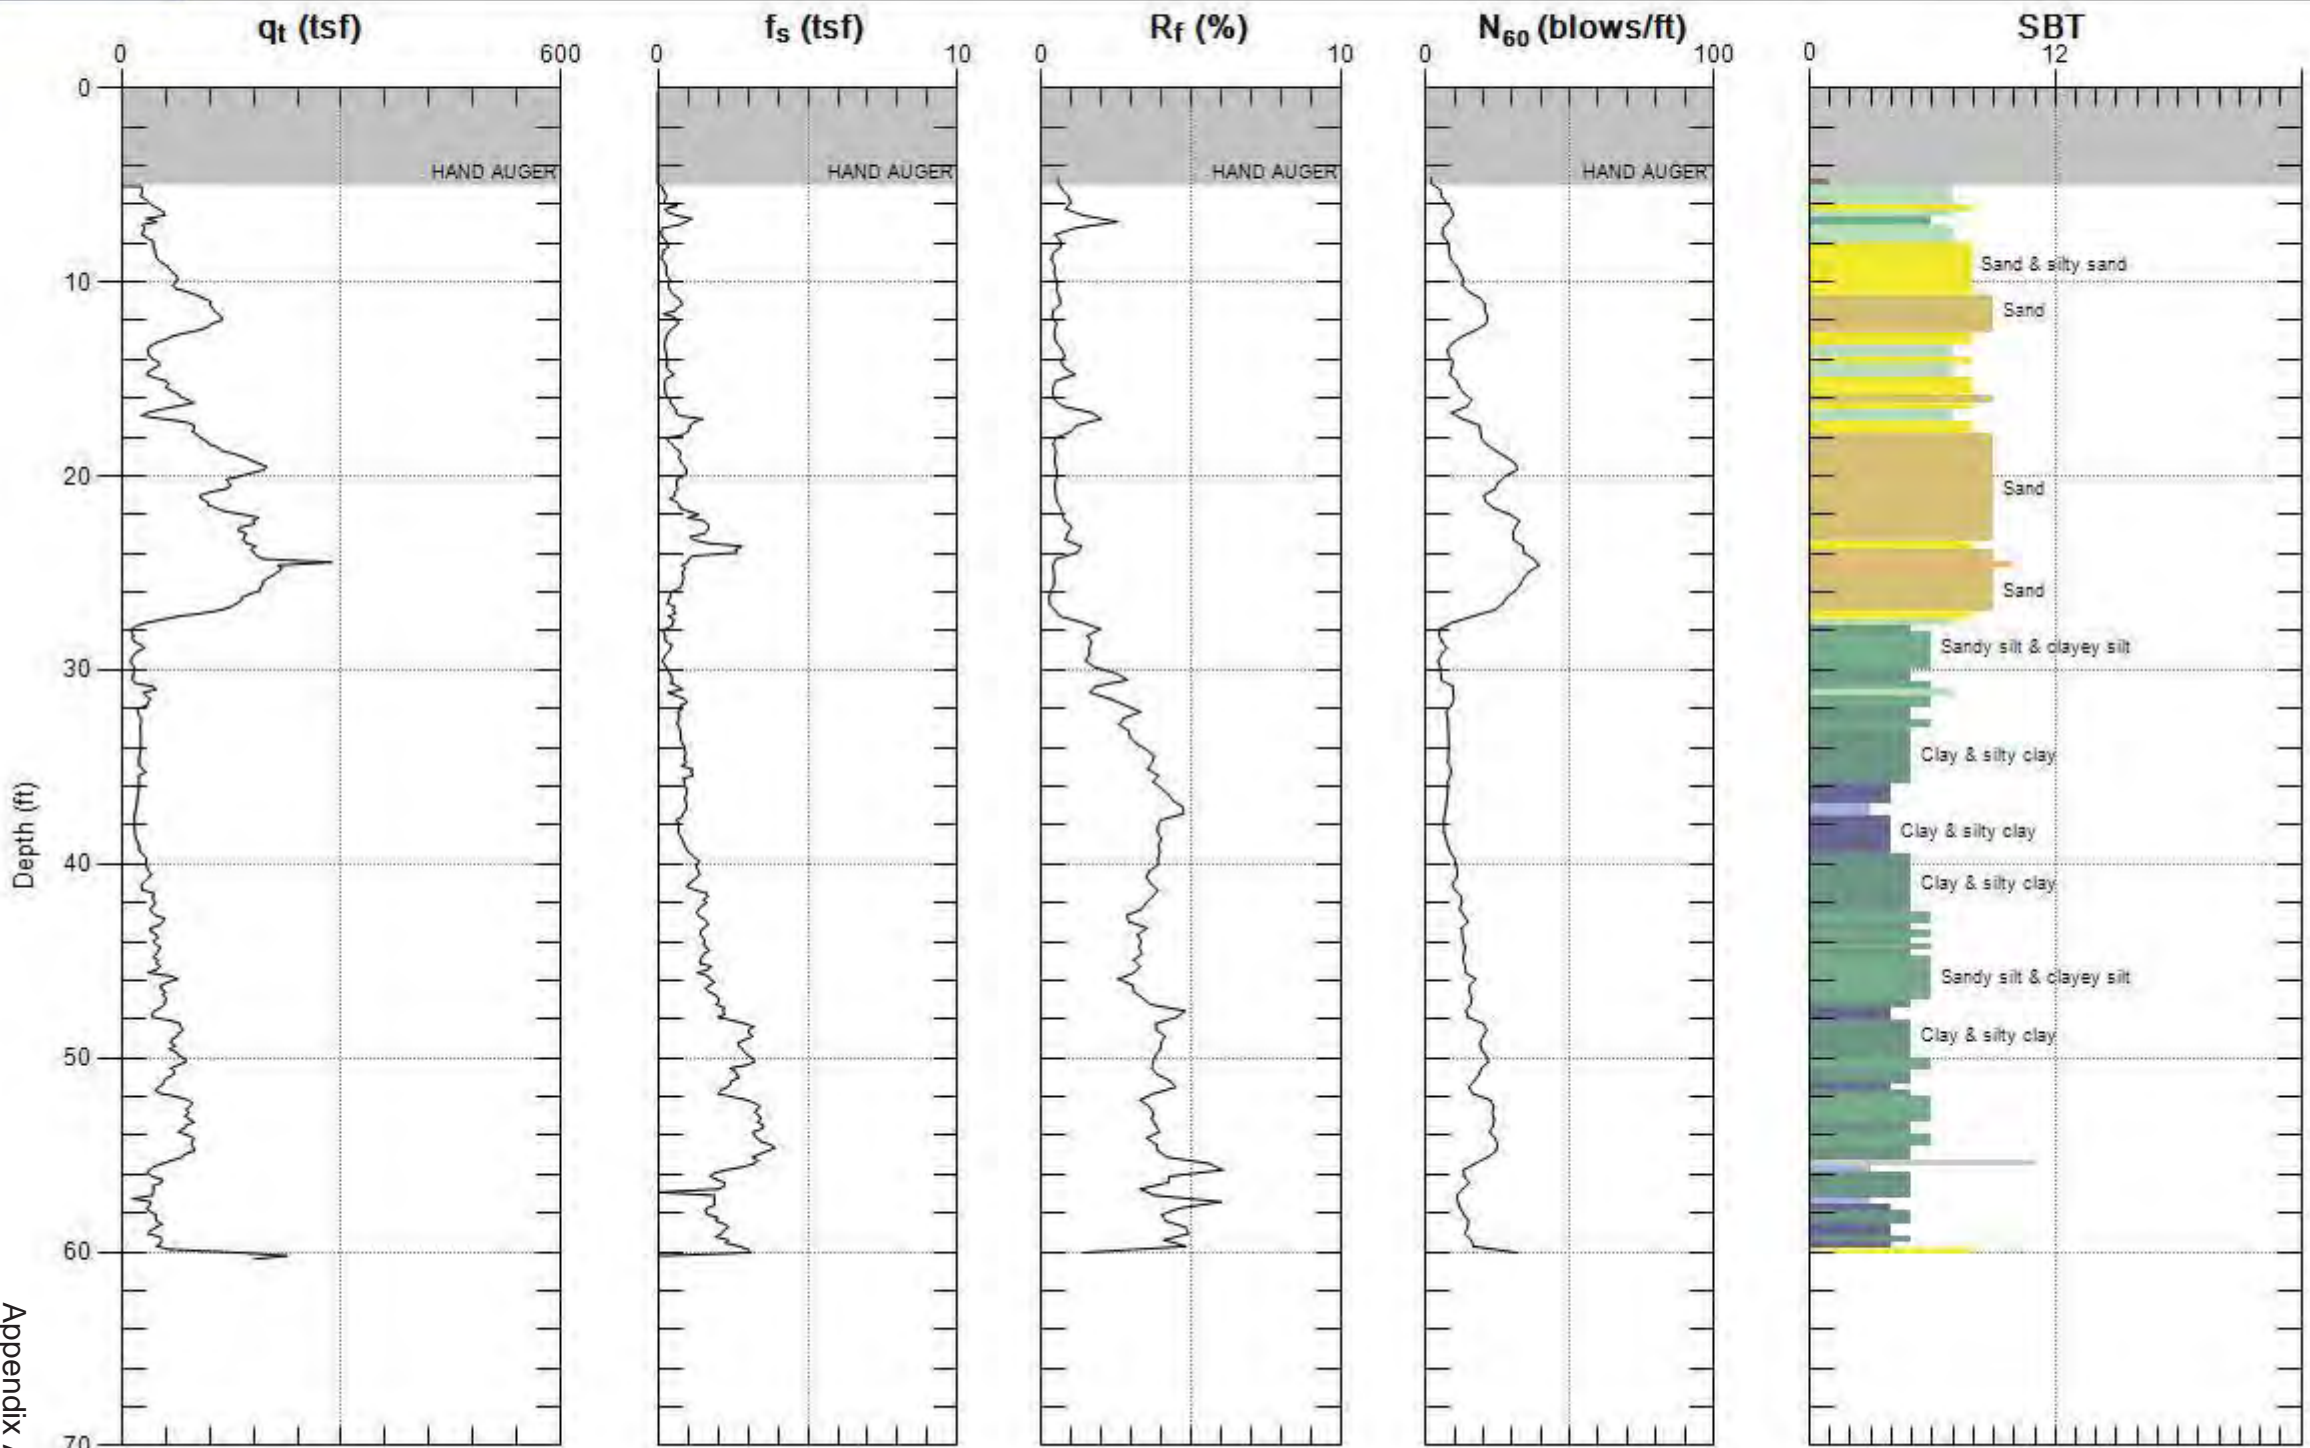 qt (tsf)
fs (tsf)
Rf (%)
N60 (blows/ft)
SBT
0 600
0 10
0 10
0 100
0 12
0
HAND AUGER
HAND AUGER
HAND AUGER
HAND AUGER
Sand & silty sand
10
Sand
20
Sand
Sand
Sandy silt & clayey silt
30
Clay & silty clay
Clay & silty clay
Depth (ft)
40
Clay & silty clay
Sandy silt & clayey silt
Clay & silty clay
50
60
70
Appendix